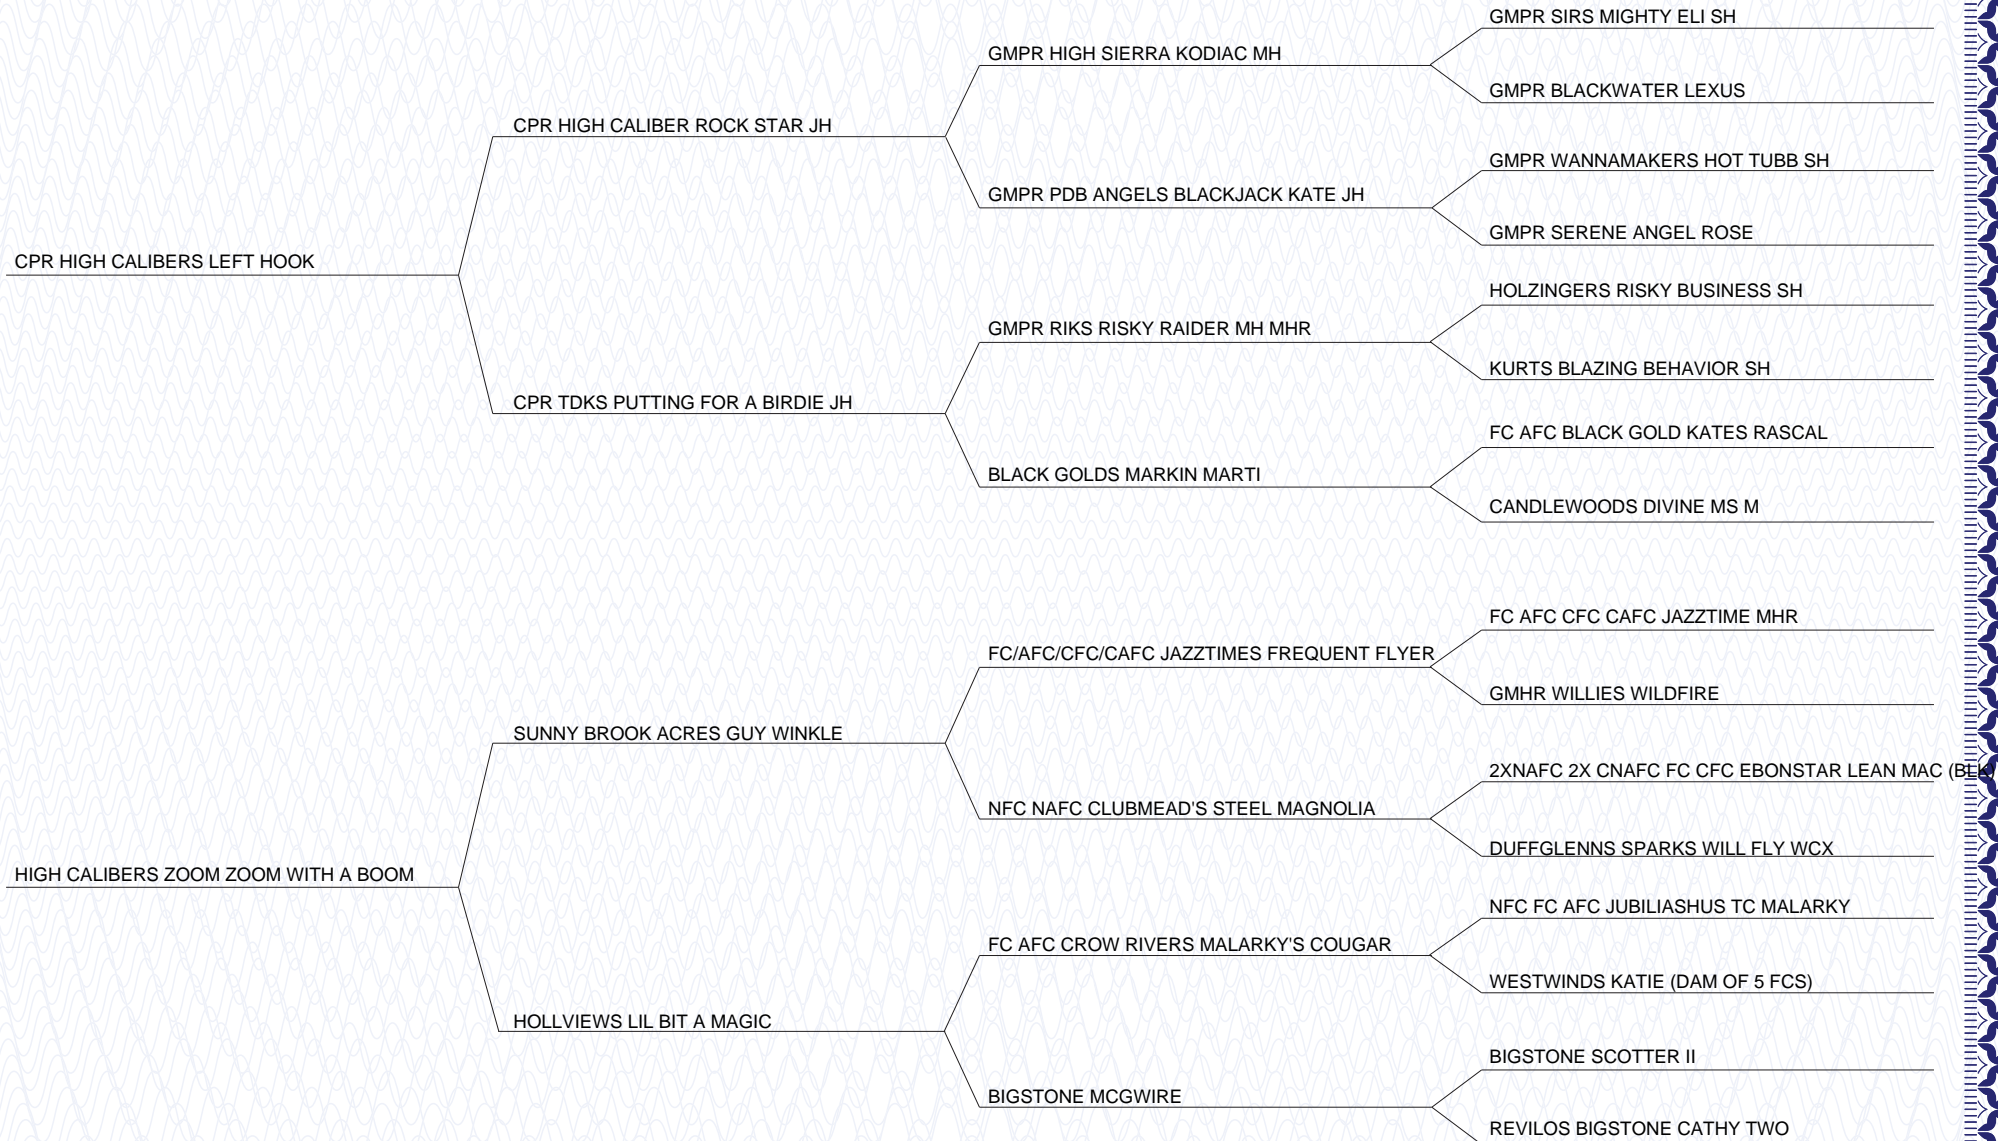 GMPR SIRS MIGHTY ELI SH
GMPR HIGH SIERRA KODIAC MH
GMPR BLACKWATER LEXUS
CPR HIGH CALIBER ROCK STAR JH
GMPR WANNAMAKERS HOT TUBB SH
GMPR PDB ANGELS BLACKJACK KATE JH
GMPR SERENE ANGEL ROSE
CPR HIGH CALIBERS LEFT HOOK
HOLZINGERS RISKY BUSINESS SH
GMPR RIKS RISKY RAIDER MH MHR
KURTS BLAZING BEHAVIOR SH
CPR TDKS PUTTING FOR A BIRDIE JH
FC AFC BLACK GOLD KATES RASCAL
BLACK GOLDS MARKIN MARTI
CANDLEWOODS DIVINE MS M
FC AFC CFC CAFC JAZZTIME MHR
FC/AFC/CFC/CAFC JAZZTIMES FREQUENT FLYER
GMHR WILLIES WILDFIRE
SUNNY BROOK ACRES GUY WINKLE
2XNAFC 2X CNAFC FC CFC EBONSTAR LEAN MAC (BLK)
NFC NAFC CLUBMEAD'S STEEL MAGNOLIA
DUFFGLENNS SPARKS WILL FLY WCX
HIGH CALIBERS ZOOM ZOOM WITH A BOOM
NFC FC AFC JUBILIASHUS TC MALARKY
FC AFC CROW RIVERS MALARKY'S COUGAR
WESTWINDS KATIE (DAM OF 5 FCS)
HOLLVIEWS LIL BIT A MAGIC
BIGSTONE SCOTTER II
BIGSTONE MCGWIRE
REVILOS BIGSTONE CATHY TWO